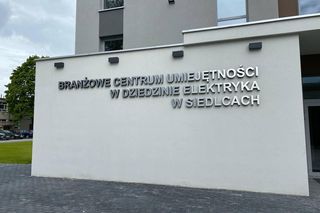 BRANŻOWE CENTRUM UMIEJĘTNOŚCI
W DZIEDZINIE ELEKTRYKA
W SIEDLCACH